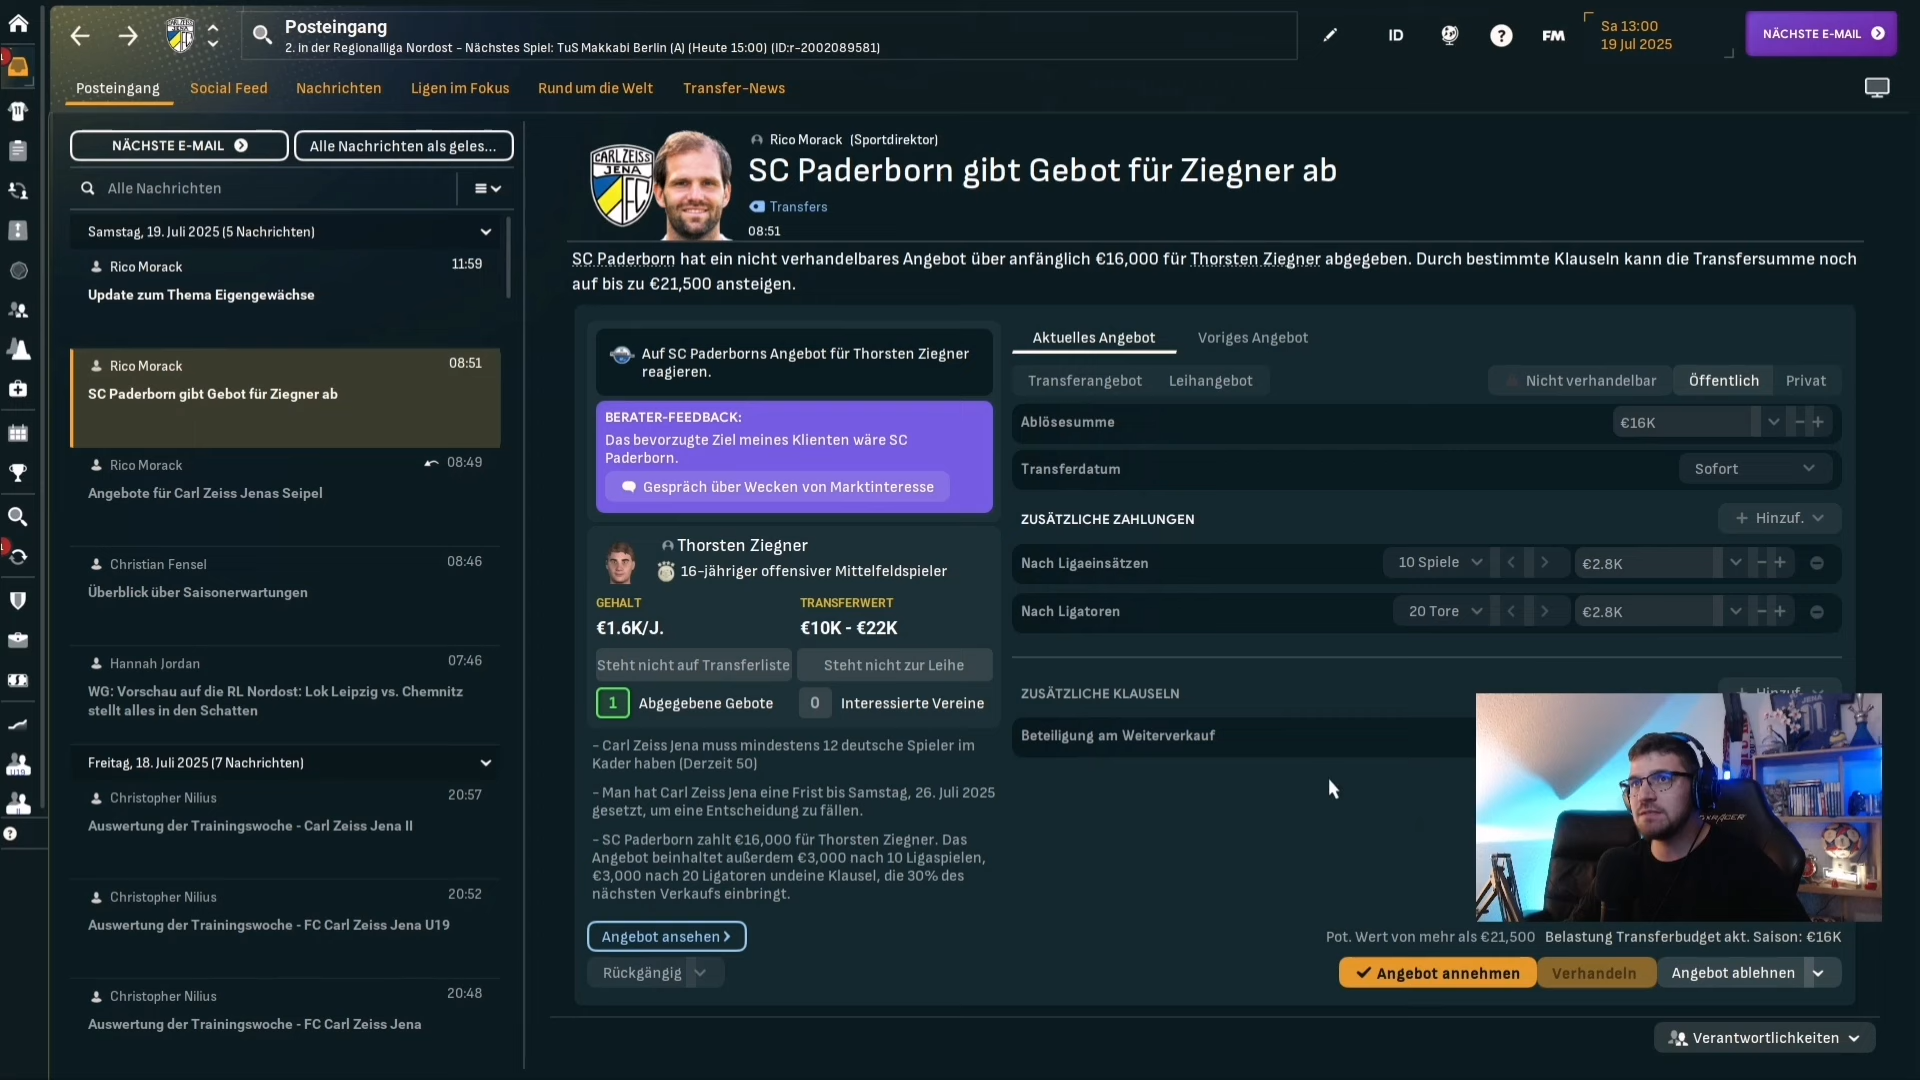 Posteingang
2. in der Regionalliga Nordost - Nächstes Spiel: TuS Makkabi Berlin (A) (Heute 15:00) (ID:r-2002089581)
ID
FM
Sa 13:00
19 Jul 2025
NÄCHSTE E-MAIL
Posteingang
Social Feed
Nachrichten
Ligen im Fokus
Rund um die Welt
Transfer-News
NÄCHSTE E-MAIL
Alle Nachrichten als geles...
Alle Nachrichten
Samstag, 19. Juli 2025 (5 Nachrichten)
Rico Morack
11:59
Update zum Thema Eigengewächse
Rico Morack
08:51
SC Paderborn gibt Gebot für Ziegner ab
Rico Morack
08:49
Angebote für Carl Zeiss Jenas Seipel
Christian Fensel
08:46
Überblick über Saisonerwartungen
Hannah Jordan
07:46
WG: Vorschau auf die RL Nordost: Lok Leipzig vs. Chemnitz
stellt alles in den Schatten
Freitag, 18. Juli 2025 (7 Nachrichten)
Christopher Nilius
20:57
Auswertung der Trainingswoche - Carl Zeiss Jena II
Christopher Nilius
20:52
Auswertung der Trainingswoche - FC Carl Zeiss Jena U19
Christopher Nilius
20:48
Auswertung der Trainingswoche - FC Carl Zeiss Jena
CARL ZEISS
JENA
FC
Rico Morack (Sportdirektor)
SC Paderborn gibt Gebot für Ziegner ab
Transfers
08:51
SC Paderborn hat ein nicht verhandelbares Angebot über anfänglich €16,000 für Thorsten Ziegner abgegeben. Durch bestimmte Klauseln kann die Transfersumme noch
auf bis zu €21,500 ansteigen.
Auf SC Paderborns Angebot für Thorsten Ziegner
reagieren.
BERATER-FEEDBACK:
Das bevorzugte Ziel meines Klienten wäre SC
Paderborn.
Gespräch über Wecken von Marktinteresse
Thorsten Ziegner
16-jähriger offensiver Mittelfeldspieler
GEHALT
TRANSFERWERT
€1.6K/J.
€10K - €22K
Steht nicht auf Transferliste
Steht nicht zur Leihe
1
Abgegebene Gebote
0
Interessierte Vereine
- Carl Zeiss Jena muss mindestens 12 deutsche Spieler im
Kader haben (Derzeit 50)
- Man hat Carl Zeiss Jena eine Frist bis Samstag, 26. Juli 2025
gesetzt, um eine Entscheidung zu fällen.
- SC Paderborn zahlt €16,000 für Thorsten Ziegner. Das
Angebot beinhaltet außerdem €3,000 nach 10 Ligaspielen,
€3,000 nach 20 Ligatoren undeine Klausel, die 30% des
nächsten Verkaufs einbringt.
Angebot ansehen
Rückgängig
Aktuelles Angebot
Voriges Angebot
Transferangebot
Leihangebot
Nicht verhandelbar
Öffentlich
Privat
Ablösesumme
€16K
Transferdatum
Sofort
ZUSÄTZLICHE ZAHLUNGEN
Hinzuf.
Nach Ligaeinsätzen
10 Spiele
€2.8K
Nach Ligatoren
20 Tore
€2.8K
ZUSÄTZLICHE KLAUSELN
Hinzuf.
Beteiligung am Weiterverkauf
Pot. Wert von mehr als €21,500
Belastung Transferbudget akt. Saison: €16K
Angebot annehmen
Verhandeln
Angebot ablehnen
Verantwortlichkeiten
U19
11